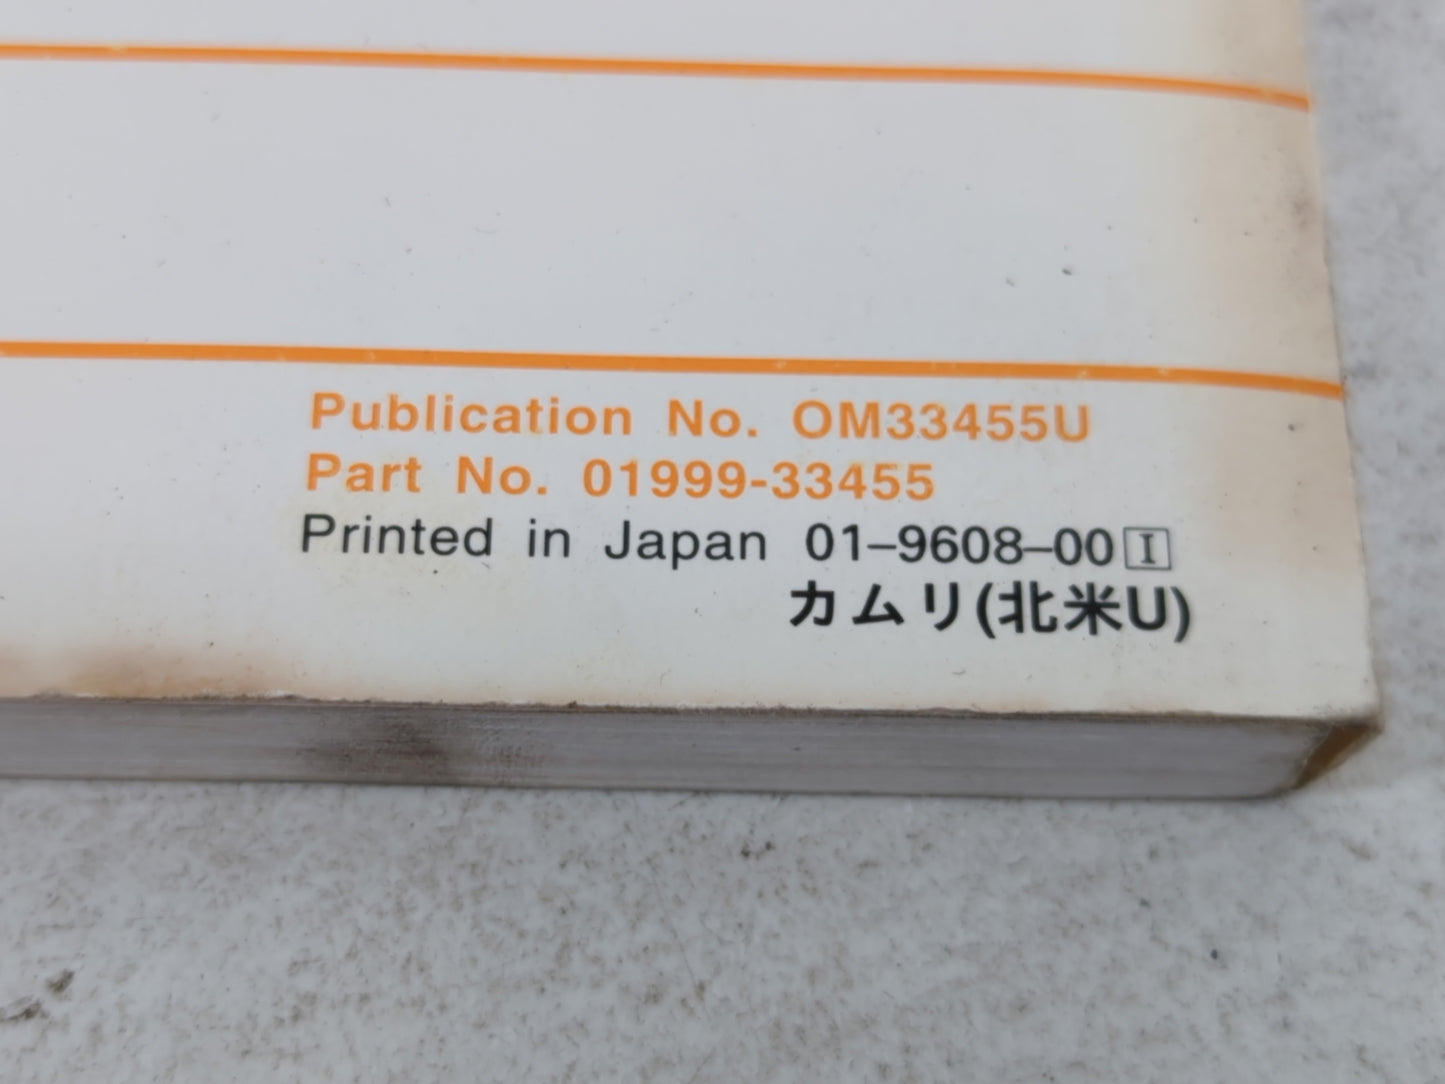 Publication No. OM33455U
Part No. 01999-33455
Printed in Japan 01–9608–00 I
カムリ(北米U)